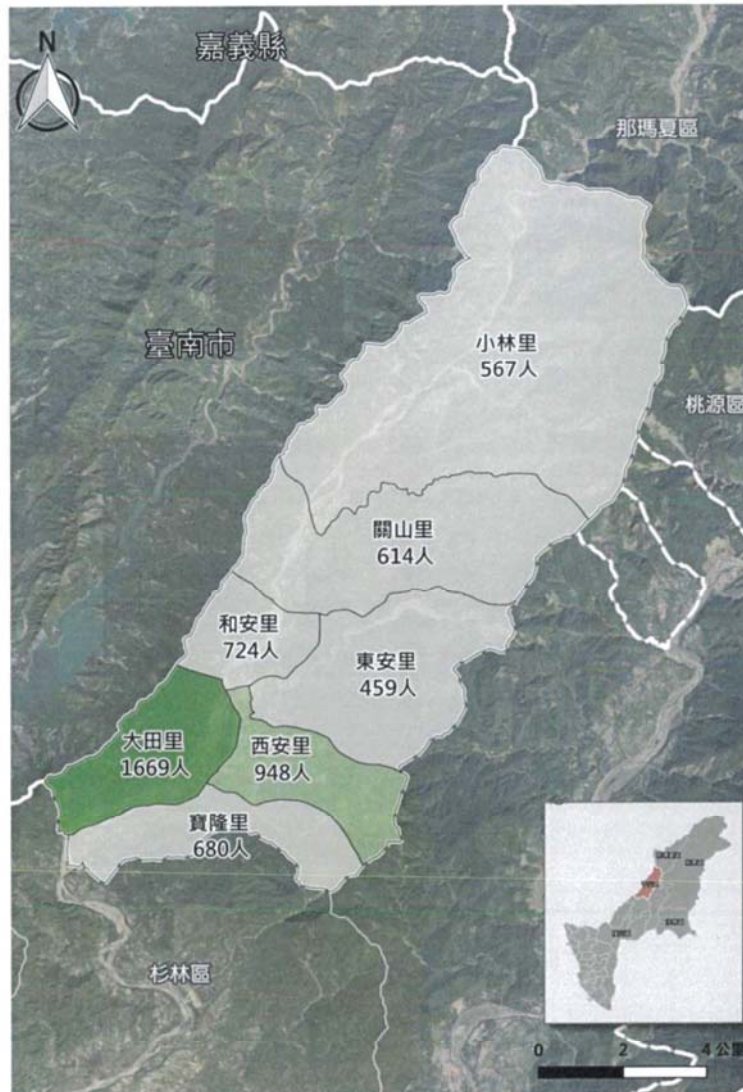 N
嘉義縣
那瑪夏區
臺南市
小林里
567人
桃源區
關山里
614人
和安里
724人
東安里
459人
大田里
1669人
西安里
948人
寶隆里
680人
杉林區
0 2 4 公里